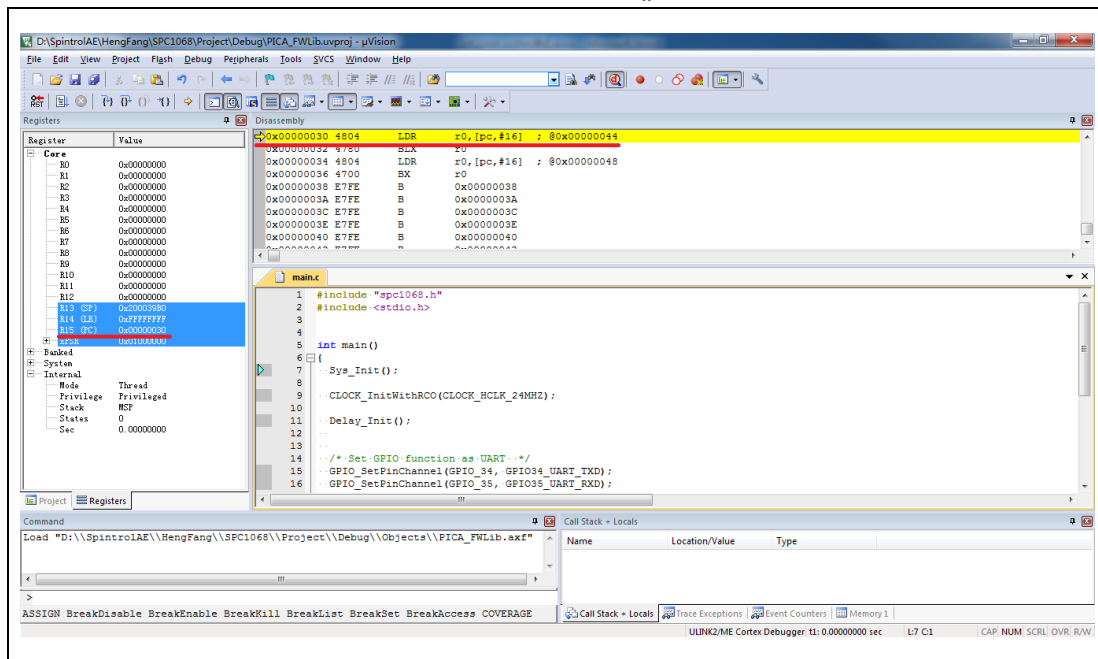 D:\SpintrolAE\HengFang\SPC1068\Project\Debug\PICA_FWLib.uvproj - µVision
File Edit View Project Flash Debug Peripherals Tools SVCS Window Help
Registers
Register Value
Core
R0 0x00000000
R1 0x00000000
R2 0x00000000
R3 0x00000000
R4 0x00000000
R5 0x00000000
R6 0x00000000
R7 0x00000000
R8 0x00000000
R9 0x00000000
R10 0x00000000
R11 0x00000000
R12 0x00000000
R13 (SP) 0x200039B0
R14 (LR) 0xFFFFFFFF
R15 (PC) 0x00000030
xPSR 0x01000000
Banked
System
Internal
Mode Thread
Privilege Privileged
Stack MSP
States 0
Sec 0.00000000
Project Registers
Disassembly
0x00000030 4804 LDR r0,[pc,#16] ; @0x00000044
0x00000032 4780 BLX r0
0x00000034 4804 LDR r0,[pc,#16] ; @0x00000048
0x00000036 4700 BX r0
0x00000038 E7FE B 0x00000038
0x0000003A E7FE B 0x0000003A
0x0000003C E7FE B 0x0000003C
0x0000003E E7FE B 0x0000003E
0x00000040 E7FE B 0x00000040
main.c
1 #include "spc1068.h"
2 #include <stdio.h>
3
4
5 int main()
6 {
7 Sys_Init();
8
9 CLOCK_InitWithRCO(CLOCK_HCLK_24MHZ);
10
11 Delay_Init();
12
13
14 /* Set GPIO function as UART */
15 GPIO_SetPinChannel(GPIO_34, GPIO34_UART_TXD);
16 GPIO_SetPinChannel(GPIO_35, GPIO35_UART_RXD);
Command
Load "D:\\SpintrolAE\\HengFang\\SPC1068\\Project\\Debug\\Objects\\PICA_FWLib.axf"
>
ASSIGN BreakDisable BreakEnable BreakKill BreakList BreakSet BreakAccess COVERAGE
Call Stack + Locals
Name Location/Value Type
Call Stack + Locals Trace Exceptions Event Counters Memory 1
ULINK2/ME Cortex Debugger t1: 0.00000000 sec L:7 C:1 CAP NUM SCRL OVR R/W